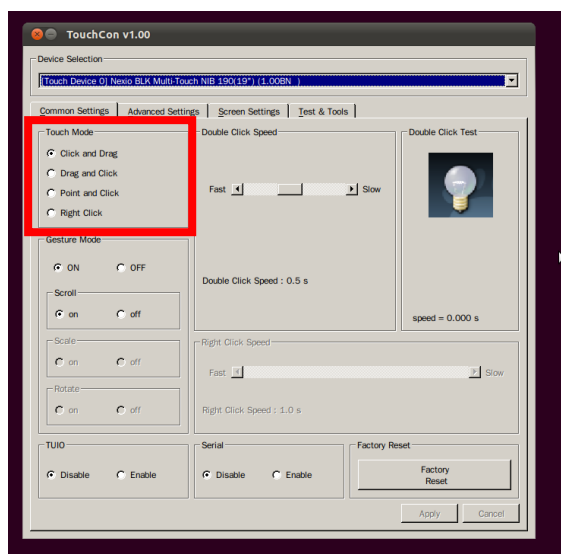 TouchCon v1.00
Device Selection
[Touch Device 0] Nexio BLK Multi-Touch NIB 190(19") (1.00BN )
Common Settings Advanced Settings Screen Settings Test & Tools
Touch Mode
Click and Drag
Drag and Click
Point and Click
Right Click
Double Click Speed
Fast Slow
Double Click Speed : 0.5 s
Double Click Test
speed = 0.000 s
Gesture Mode
ON OFF
Scroll
on off
Scale
on off
Rotate
on off
Right Click Speed
Fast Slow
Right Click Speed : 1.0 s
TUIO
Disable Enable
Serial
Disable Enable
Factory Reset
Factory
Reset
Apply Cancel